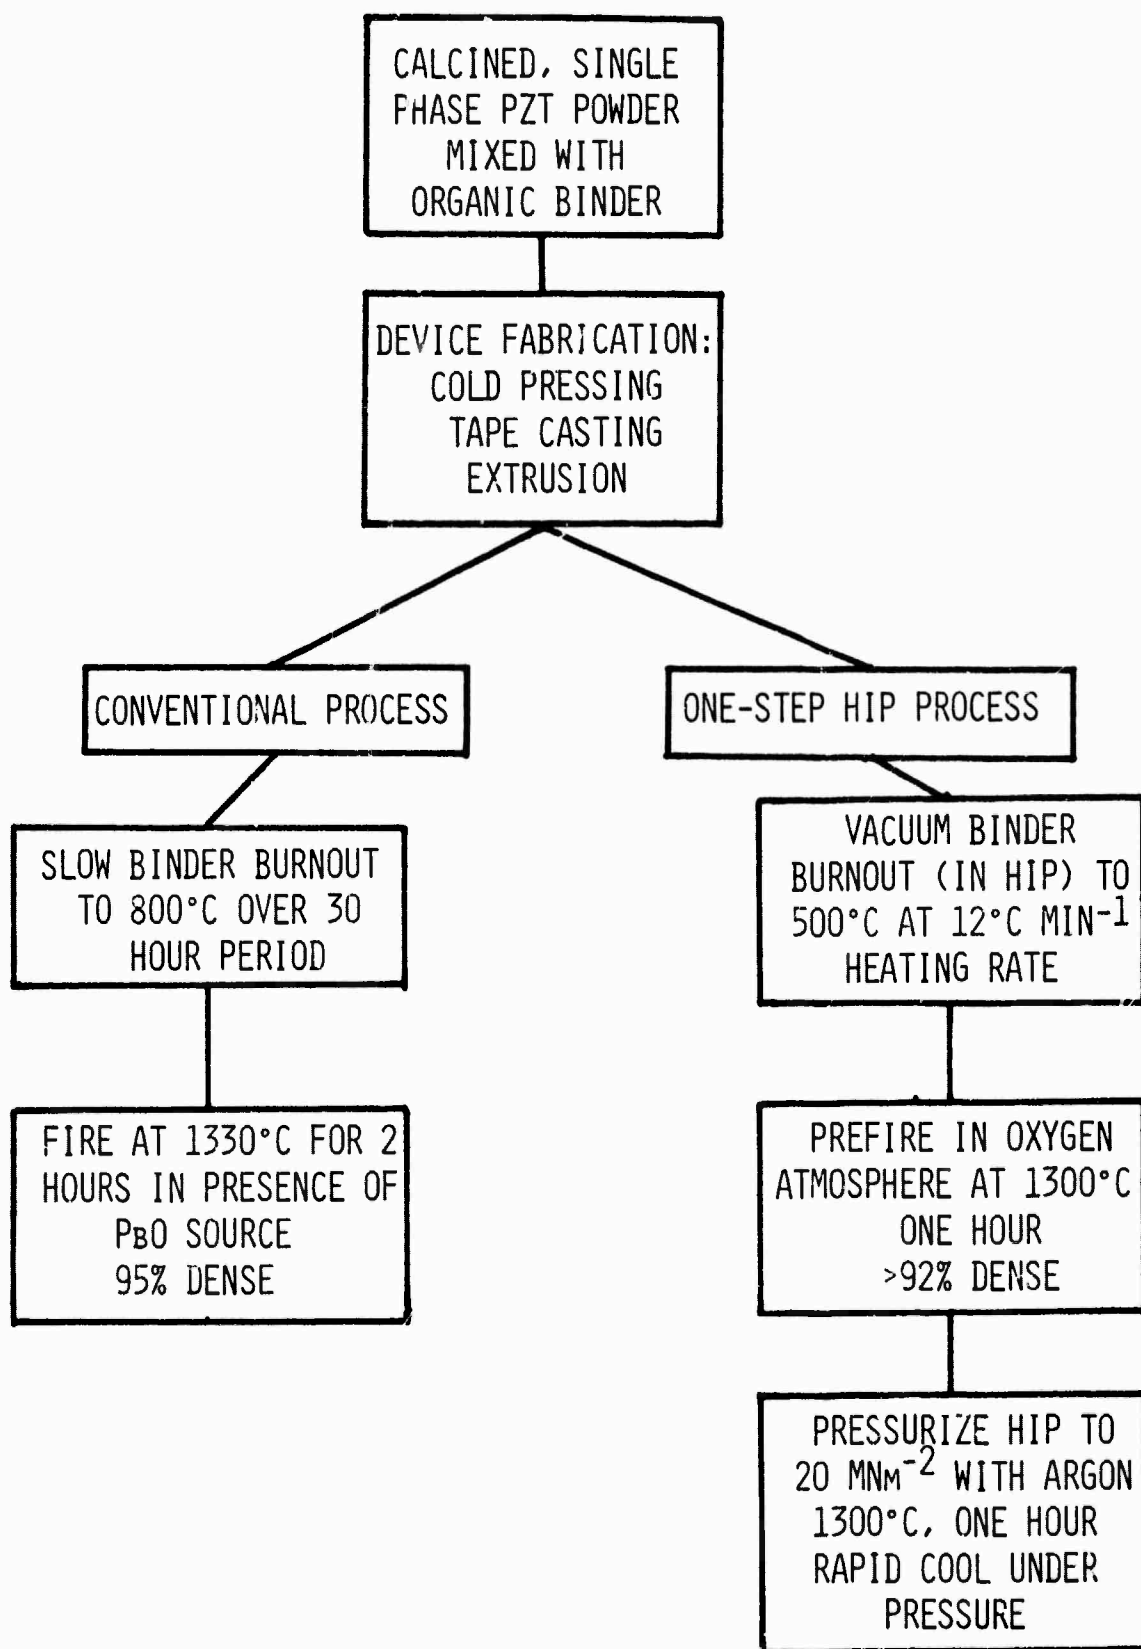 CALCINED, SINGLE
PHASE PZT POWDER
MIXED WITH
ORGANIC BINDER
DEVICE FABRICATION:
COLD PRESSING
TAPE CASTING
EXTRUSION
CONVENTIONAL PROCESS
SLOW BINDER BURNOUT
TO 800°C OVER 30
HOUR PERIOD
FIRE AT 1330°C FOR 2
HOURS IN PRESENCE OF
PBO SOURCE
95% DENSE
ONE-STEP HIP PROCESS
VACUUM BINDER
BURNOUT (IN HIP) TO
500°C AT 12°C MIN⁻¹
HEATING RATE
PREFIRE IN OXYGEN
ATMOSPHERE AT 1300°C
ONE HOUR
>92% DENSE
PRESSURIZE HIP TO
20 MNM⁻² WITH ARGON
1300°C, ONE HOUR
RAPID COOL UNDER
PRESSURE